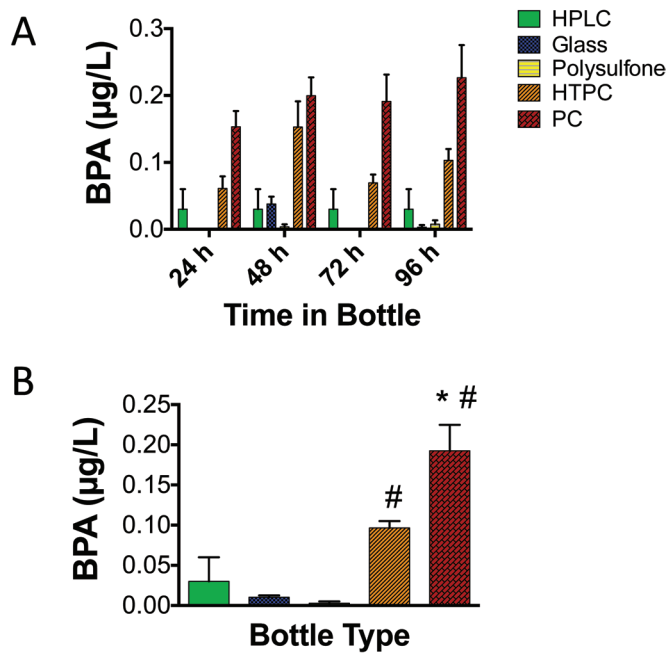 A
HPLC
Glass
Polysulfone
HTPC
PC
BPA (µg/L)
0.3
0.2
0.1
0.0
24 h
48 h
72 h
96 h
Time in Bottle
B
BPA (µg/L)
0.25
0.20
0.15
0.10
0.05
0.00
#
* #
Bottle Type